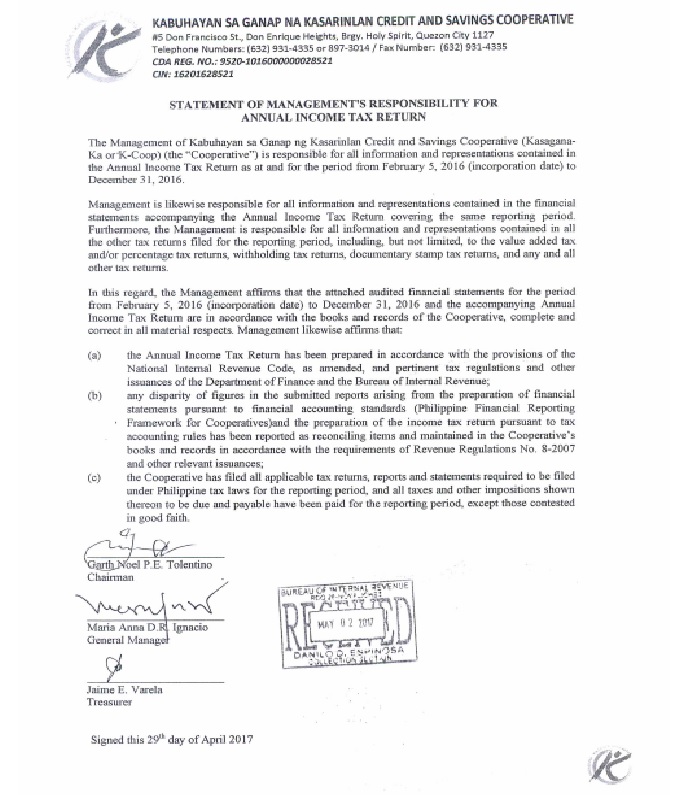 KABUHAYAN SA GANAP NA KASARINLAN CREDIT AND SAVINGS COOPERATIVE
#5 Don Francisco St., Don Enrique Heights, Brgy. Holy Spirit, Quezon City 1127
Telephone Numbers: (632) 931-4335 or 897-3014 / Fax Number: (632) 931-4335
CDA REG. NO.: 9520-1016000000028521
CIN: 16201628521
STATEMENT OF MANAGEMENT'S RESPONSIBILITY FOR
ANNUAL INCOME TAX RETURN
The Management of Kabuhayan sa Ganap ng Kasarinlan Credit and Savings Cooperative (Kasagana-
Ka or K-Coop) (the "Cooperative") is responsible for all information and representations contained in
the Annual Income Tax Return as at and for the period from February 5, 2016 (incorporation date) to
December 31, 2016.
Management is likewise responsible for all information and representations contained in the financial
statements accompanying the Annual Income Tax Return covering the same reporting period.
Furthermore, the Management is responsible for all information and representations contained in all
the other tax returns filed for the reporting period, including, but not limited, to the value added tax
and/or percentage tax returns, withholding tax returns, documentary stamp tax returns, and any and all
other tax returns.
In this regard, the Management affirms that the attached audited financial statements for the period
from February 5, 2016 (incorporation date) to December 31, 2016 and the accompanying Annual
Income Tax Return are in accordance with the books and records of the Cooperative, complete and
correct in all material respects. Management likewise affirms that:
(a) the Annual Income Tax Return has been prepared in accordance with the provisions of the
National Internal Revenue Code, as amended, and pertinent tax regulations and other
issuances of the Department of Finance and the Bureau of Internal Revenue;
(b) any disparity of figures in the submitted reports arising from the preparation of financial
statements pursuant to financial accounting standards (Philippine Financial Reporting
Framework for Cooperatives)and the preparation of the income tax return pursuant to tax
accounting rules has been reported as reconciling items and maintained in the Cooperative's
books and records in accordance with the requirements of Revenue Regulations No. 8-2007
and other relevant issuances;
(c) the Cooperative has filed all applicable tax returns, reports and statements required to be filed
under Philippine tax laws for the reporting period, and all taxes and other impositions shown
thereon to be due and payable have been paid for the reporting period, except those contested
in good faith.
Garth Noel P.E. Tolentino
Chairman
Maria Anna D.R. Ignacio
General Manager
BUREAU OF INTERNAL REVENUE
RECEIVED
MAY 02 2017
DANILO O. ESPINOSA
COLLECTION SECTION
Jaime E. Varela
Treasurer
Signed this 29th day of April 2017